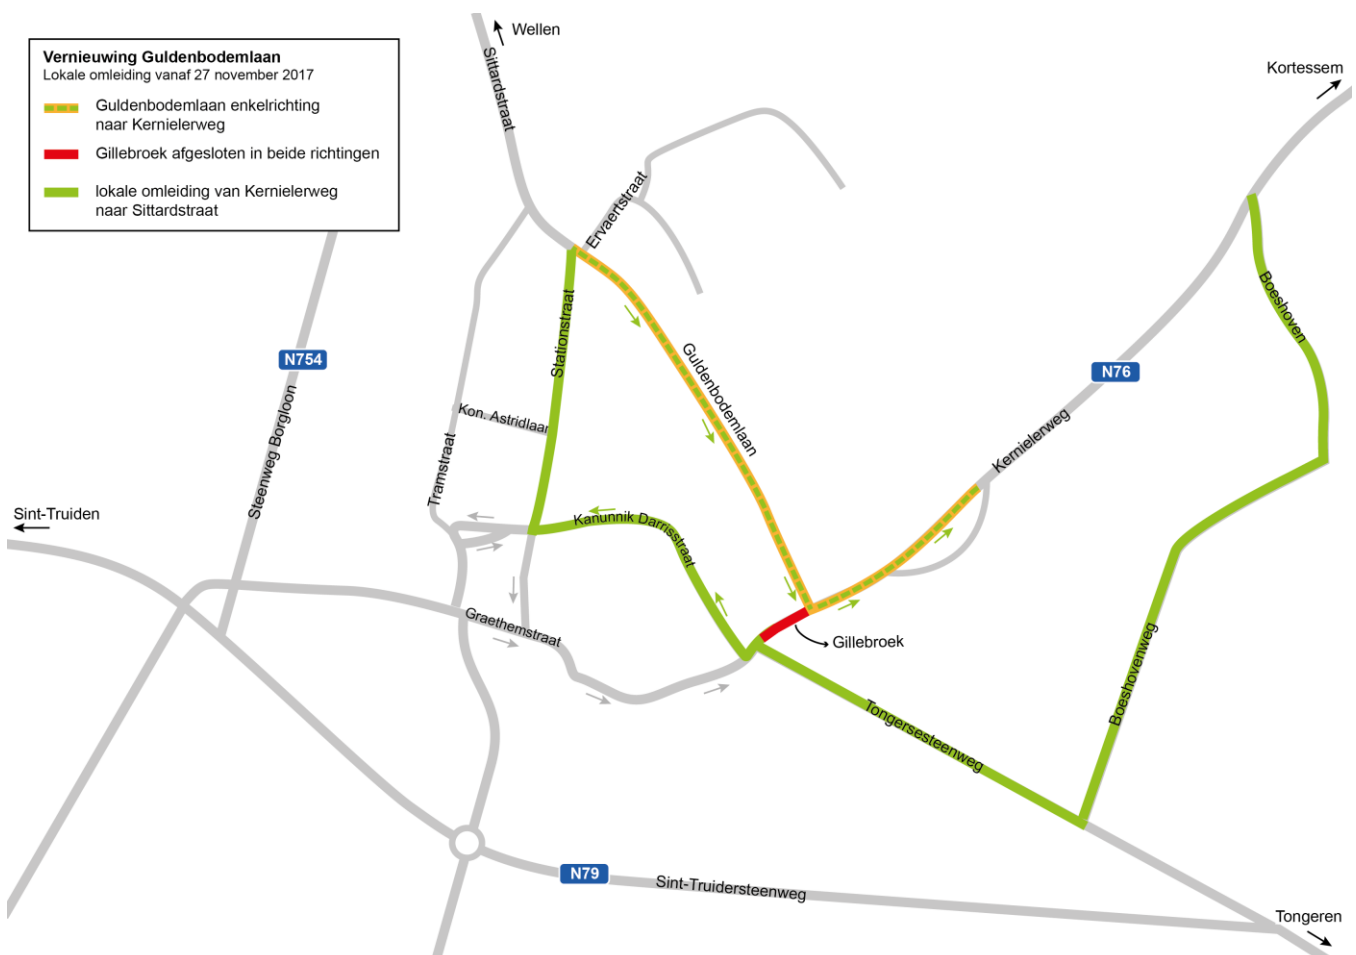 Vernieuwing Guldenbodemlaan
Lokale omleiding vanaf 27 november 2017
Guldenbodemlaan enkelrichting
naar Kernielerweg
Gillebroek afgesloten in beide richtingen
lokale omleiding van Kernielerweg
naar Sittardstraat
Wellen
Sittardstraat
Kortessem
Ervaertstraat
Boeshoven
Stationstraat
N754
Guldenbodemlaan
N76
Steenweg Borgloon
Kon. Astridlaan
Kernielerweg
Tramstraat
Sint-Truiden
Kanunnik Darrisstraat
Graethemstraat
Gillebroek
Boeshovenweg
Tongersesteenweg
N79
Sint-Truidersteenweg
Tongeren